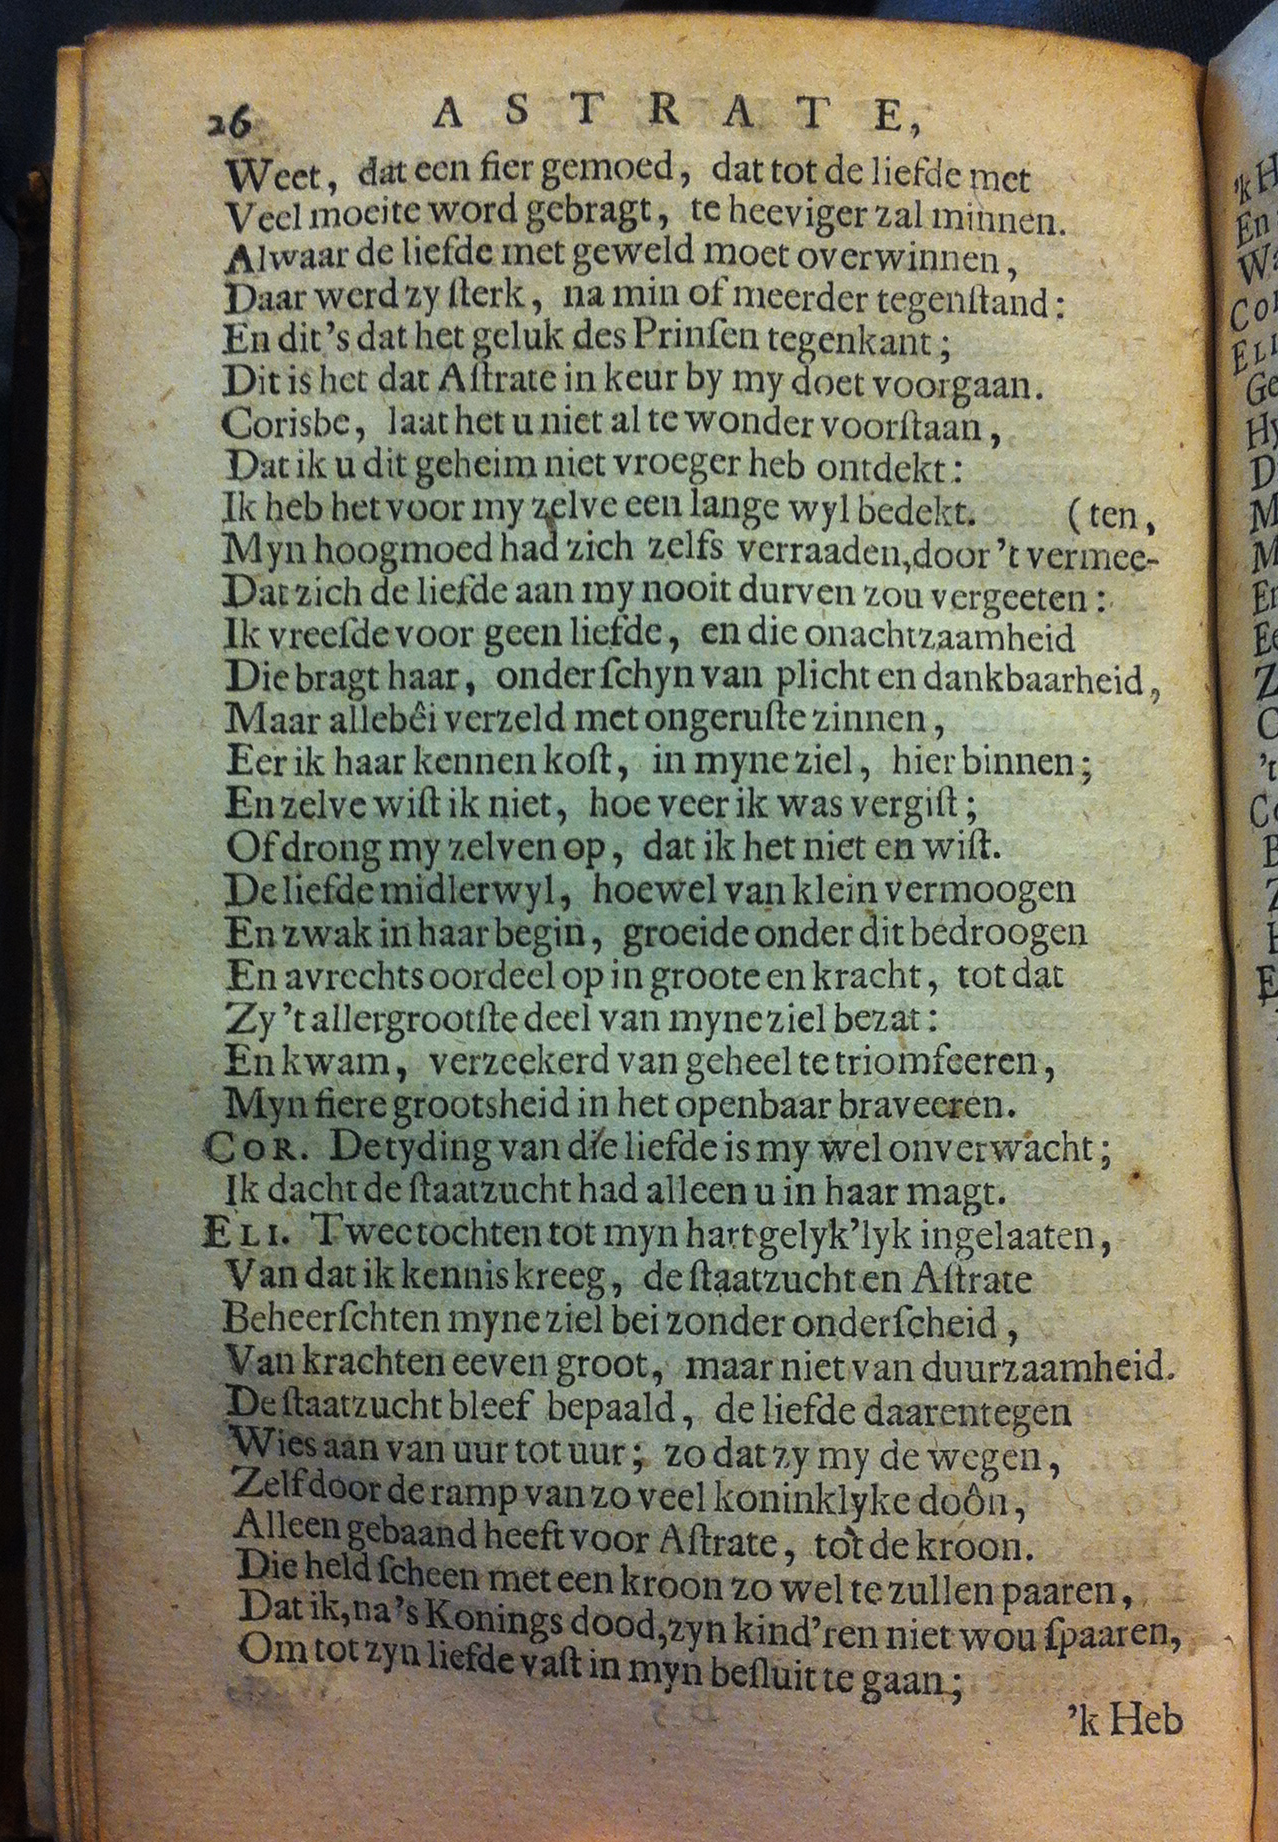 26 ASTRATE,
Weet, dat een fier gemoed, dat tot de liefde met
Veel moeite word gebragt, te heeviger zal minnen.
Alwaar de liefde met geweld moet overwinnen,
Daar werd zy ſterk, na min of meerder tegenſtand:
En dit's dat het geluk des Prinſen tegenkant;
Dit is het dat Aſtrate in keur by my doet voorgaan.
Corisbe, laat het u niet al te wonder voorſtaan,
Dat ik u dit geheim niet vroeger heb ontdekt:
Ik heb het voor my zelve een lange wyl bedekt. (ten,
Myn hoogmoed had zich zelfs verraaden, door 't vermee-
Dat zich de liefde aan my nooit durven zou vergeeten:
Ik vreeſde voor geen liefde, en die onachtzaamheid
Die bragt haar, onder ſchyn van plicht en dankbaarheid,
Maar allebêi verzeld met ongeruſte zinnen,
Eer ik haar kennen koſt, in myne ziel, hier binnen;
En zelve wiſt ik niet, hoe veer ik was vergiſt;
Of drong my zelven op, dat ik het niet en wiſt.
De liefde midlerwyl, hoewel van klein vermoogen
En zwak in haar begin, groeide onder dit bedroogen
En avrechts oordeel op in groote en kracht, tot dat
Zy 't allergrootſte deel van myne ziel bezat:
En kwam, verzeekerd van geheel te triomfeeren,
Myn fiere grootsheid in het openbaar braveeren.
COR. De tyding van die liefde is my wel onverwacht;
Ik dacht de ſtaatzucht had alleen u in haar magt.
ELI. Twee tochten tot myn hart gelyk'lyk ingelaaten,
Van dat ik kennis kreeg, de ſtaatzucht en Aſtrate
Beheerſchten myne ziel bei zonder onderſcheid,
Van krachten eeven groot, maar niet van duurzaamheid.
De ſtaatzucht bleef bepaald, de liefde daarentegen
Wies aan van uur tot uur; zo dat zy my de wegen,
Zelf door de ramp van zo veel koninklyke doôn,
Alleen gebaand heeft voor Aſtrate, tot de kroon.
Die held ſcheen met een kroon zo wel te zullen paaren,
Dat ik, na's Konings dood, zyn kind'ren niet wou ſpaaren,
Om tot zyn liefde vaſt in myn beſluit te gaan;
'k Heb